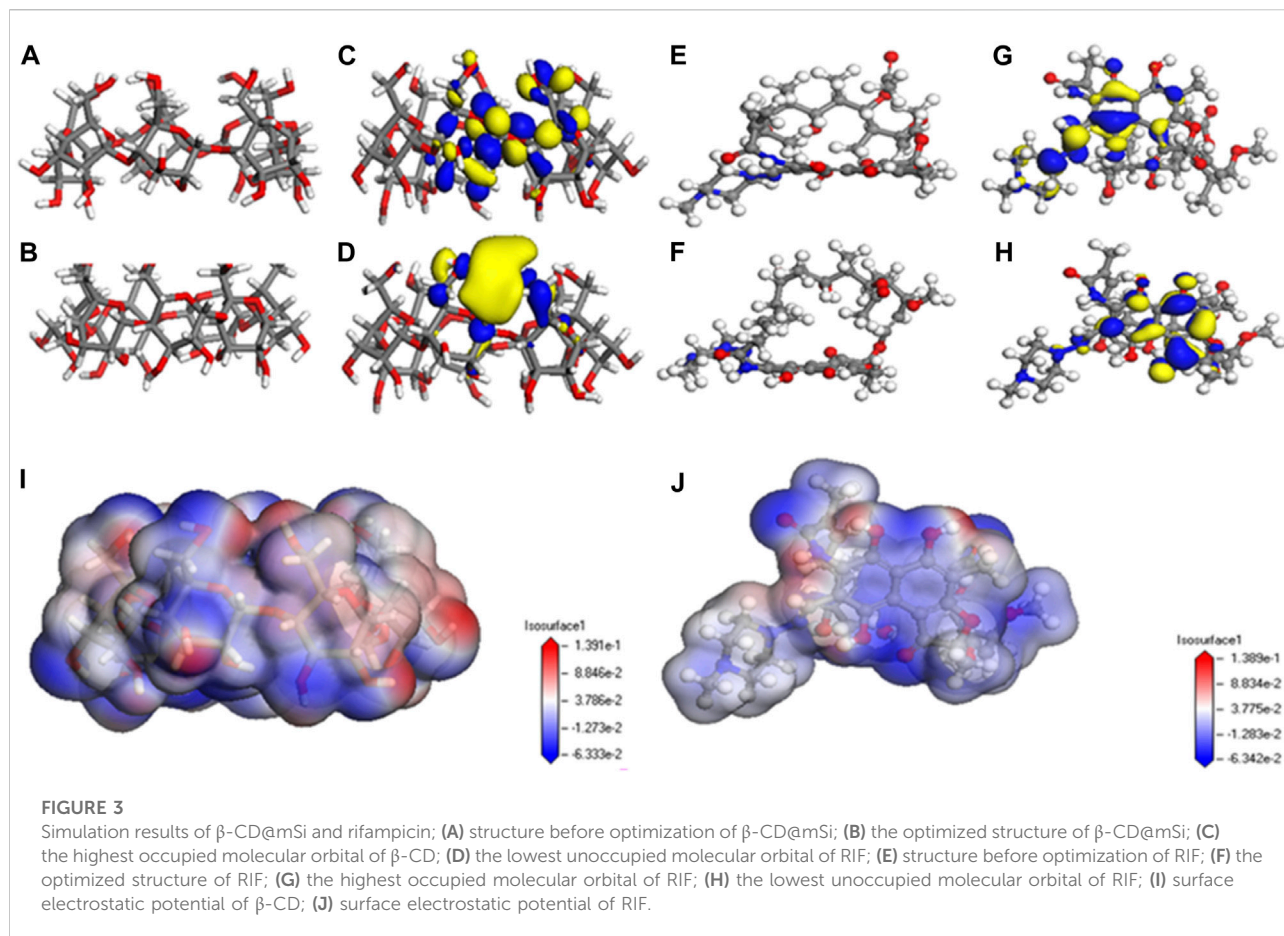 A
C
E
G
B
D
F
H
I
J
Isosurface1
1.391e-1
8.846e-2
3.786e-2
-1.273e-2
-6.333e-2
Isosurface1
1.389e-1
8.834e-2
3.775e-2
-1.283e-2
-6.342e-2
FIGURE 3
Simulation results of β-CD@mSi and rifampicin; (A) structure before optimization of β-CD@mSi; (B) the optimized structure of β-CD@mSi; (C)
the highest occupied molecular orbital of β-CD; (D) the lowest unoccupied molecular orbital of RIF; (E) structure before optimization of RIF; (F) the
optimized structure of RIF; (G) the highest occupied molecular orbital of RIF; (H) the lowest unoccupied molecular orbital of RIF; (I) surface
electrostatic potential of β-CD; (J) surface electrostatic potential of RIF.